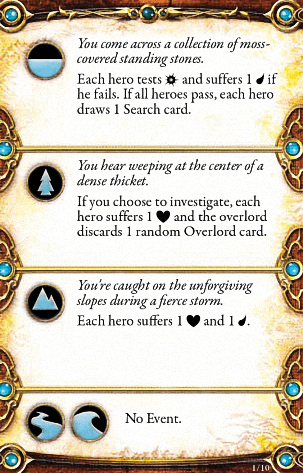 You come across a collection of moss-
covered standing stones.
Each hero tests and suffers 1 if
he fails. If all heroes pass, each hero
draws 1 Search card.
You hear weeping at the center of a
dense thicket.
If you choose to investigate, each
hero suffers 1 and the overlord
discards 1 random Overlord card.
You're caught on the unforgiving
slopes during a fierce storm.
Each hero suffers 1 and 1 .
No Event.
1/10